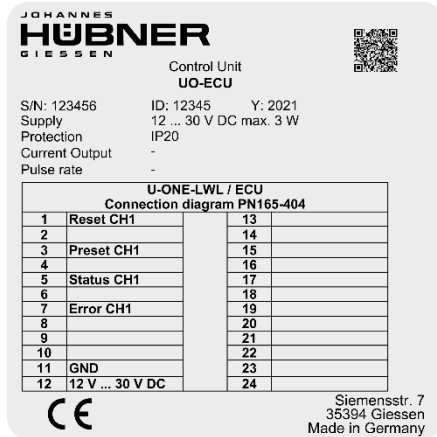 JOHANNES
HÜBNER
GIESSEN
Control Unit
UO-ECU
S/N: 123456 ID: 12345 Y: 2021
Supply 12 ... 30 V DC max. 3 W
Protection IP20
Current Output -
Pulse rate -
U-ONE-LWL / ECU
Connection diagram PN165-404
1 Reset CH1 13
2 14
3 Preset CH1 15
4 16
5 Status CH1 17
6 18
7 Error CH1 19
8 20
9 21
10 22
11 GND 23
12 12 V ... 30 V DC 24
CE
Siemensstr. 7
35394 Giessen
Made in Germany